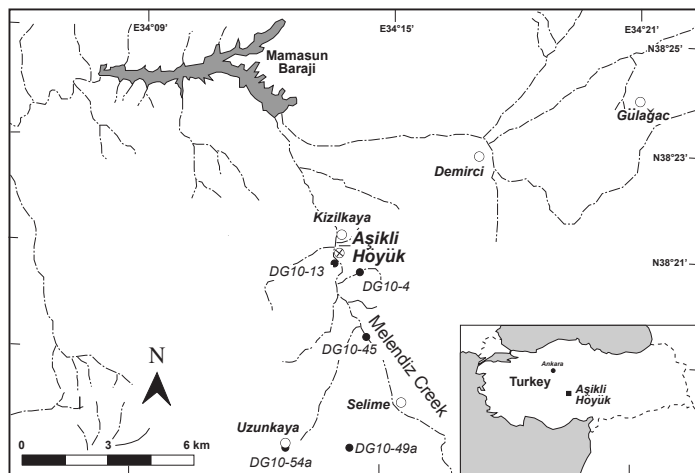 E34°09'
E34°15'
E34°21'
N38°25'
Mamasun
Baraji
Gülağac
N38°23'
Demirci
Kizilkaya
Aşikli
Höyük
N38°21'
DG10-13
DG10-4
Melendiz Creek
DG10-45
N
Ankara
Turkey
Aşikli
Höyük
Selime
Uzunkaya
0 3 6 km
DG10-49a
DG10-54a